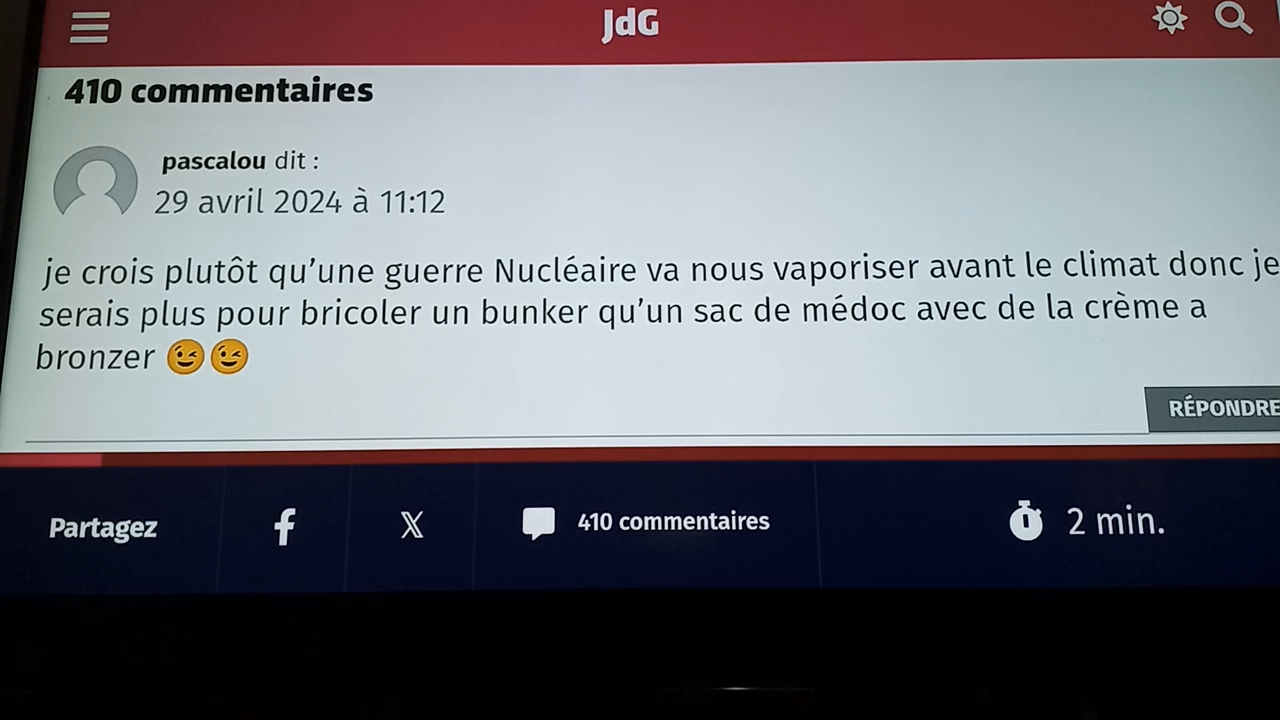 JdG
410 commentaires
pascalou dit :
29 avril 2024 à 11:12
je crois plutôt qu'une guerre Nucléaire va nous vaporiser avant le climat donc je
serais plus pour bricoler un bunker qu'un sac de médoc avec de la crème a
bronzer 😉😉
RÉPONDRE
Partagez
f
X
410 commentaires
2 min.